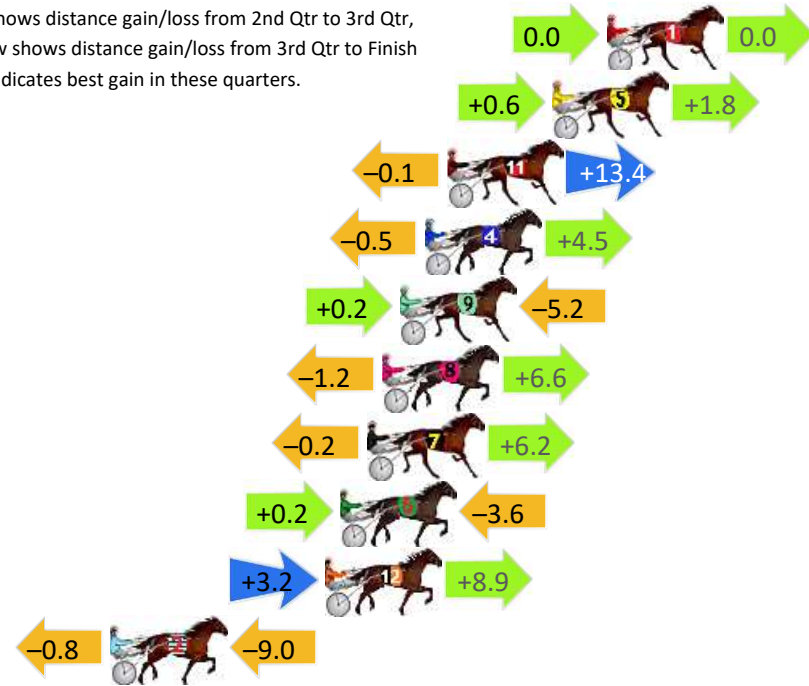 hows distance gain/loss from 2nd Qtr to 3rd Qtr,
w shows distance gain/loss from 3rd Qtr to Finish
dicates best gain in these quarters.
0.0 1 0.0
+0.6 5 +1.8
–0.1 11 +13.4
–0.5 4 +4.5
+0.2 9 –5.2
–1.2 8 +6.6
–0.2 7 +6.2
+0.2 6 –3.6
+3.2 12 +8.9
–0.8 –9.0